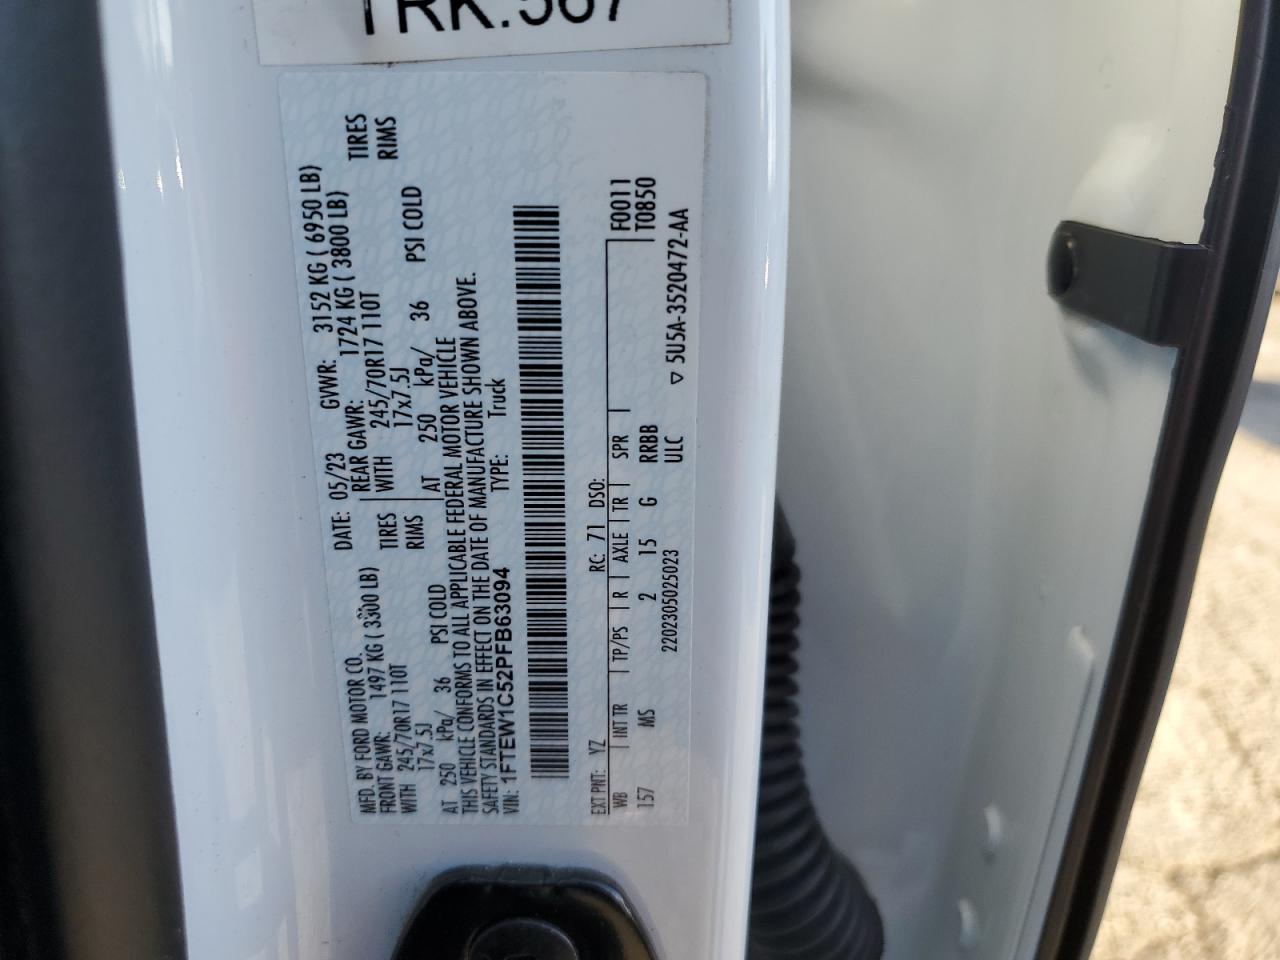 TRK:567
MFD. BY FORD MOTOR CO. DATE: 05/23 GVWR: 3152 KG ( 6950 LB)
FRONT GAWR: 1497 KG ( 3300 LB) REAR GAWR: 1724 KG ( 3800 LB)
WITH 245/70R17 110T TIRES WITH 245/70R17 110T TIRES
17x7.5J RIMS 17x7.5J RIMS
AT 250 kPa/ 36 PSI COLD AT 250 kPa/ 36 PSI COLD
THIS VEHICLE CONFORMS TO ALL APPLICABLE FEDERAL MOTOR VEHICLE
SAFETY STANDARDS IN EFFECT ON THE DATE OF MANUFACTURE SHOWN ABOVE.
VIN: 1FTEW1C52PFB63094 TYPE: Truck
EXT PNT: YZ RC: 71 DSO:
WB INT TR TP/PS R AXLE TR SPR F0011
157 MS 2 15 G RRBB T0850
2202305025023 ULC ▽ 5U5A-3520472-AA